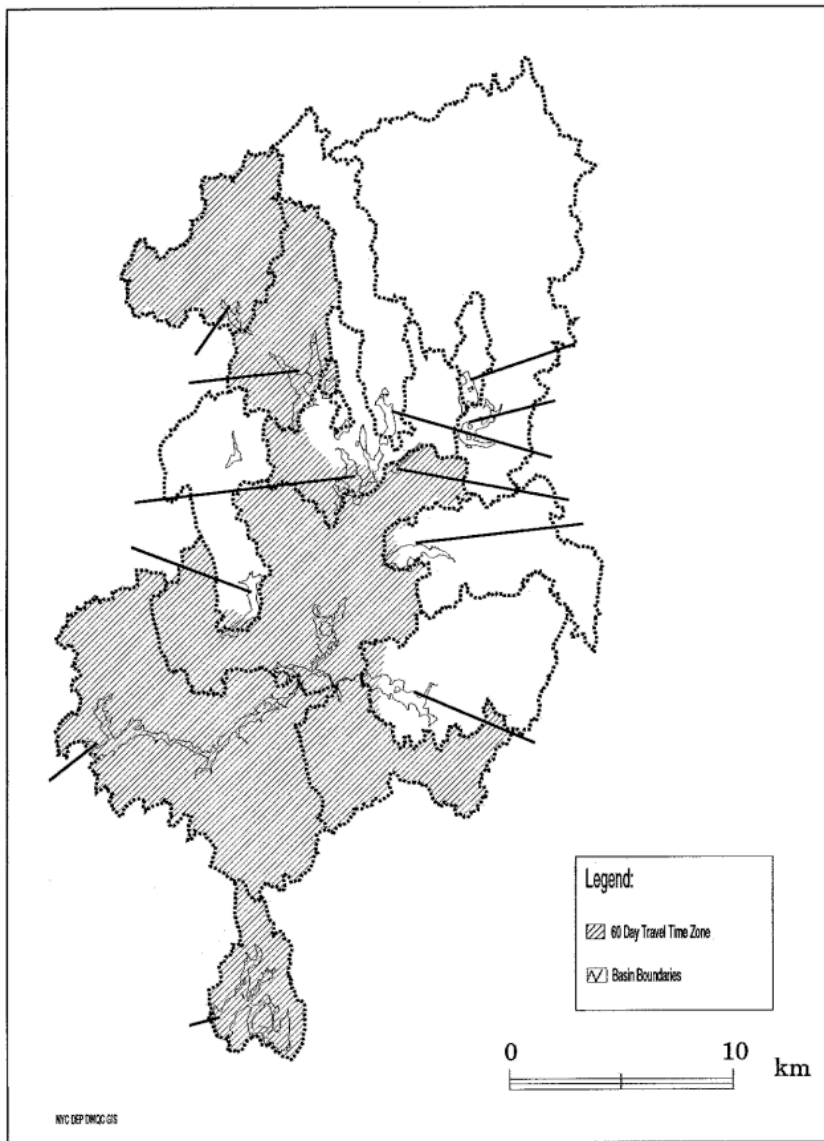 Legend:
60 Day Travel Time Zone
Basin Boundaries
0 10
km
NYC DEP DWQC GIS